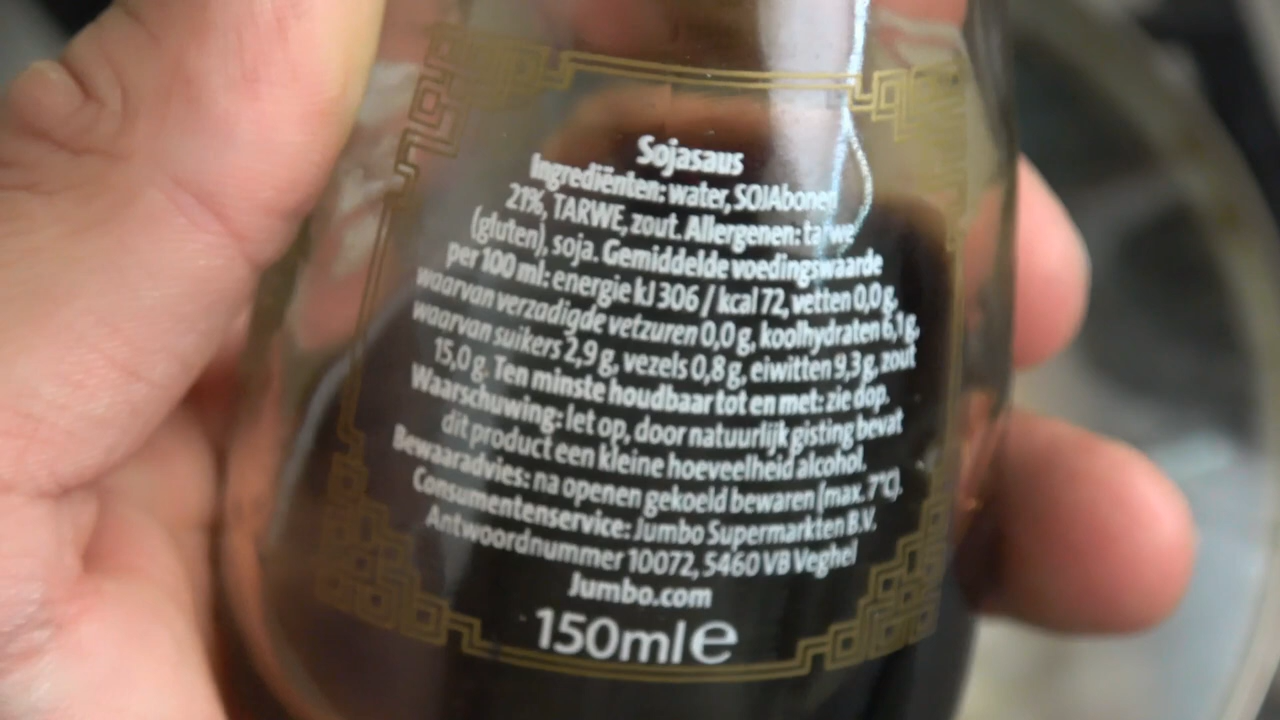 Sojasaus
Ingrediënten: water, SOJAbonen
21%, TARWE, zout. Allergenen: tarwe
(gluten), soja. Gemiddelde voedingswaarde
per 100 ml: energie kJ 306 / kcal 72, vetten 0,0 g,
waarvan verzadigde vetzuren 0,0 g, koolhydraten 6,1 g,
waarvan suikers 2,9 g, vezels 0,8 g, eiwitten 9,3 g, zout
15,0 g. Ten minste houdbaar tot en met: zie dop.
Waarschuwing: let op, door natuurlijk gisting bevat
dit product een kleine hoeveelheid alcohol.
Bewaaradvies: na openen gekoeld bewaren (max. 7°C).
Consumentenservice: Jumbo Supermarkten B.V.
Antwoordnummer 10072, 5460 VB Veghel
Jumbo.com
150ml e